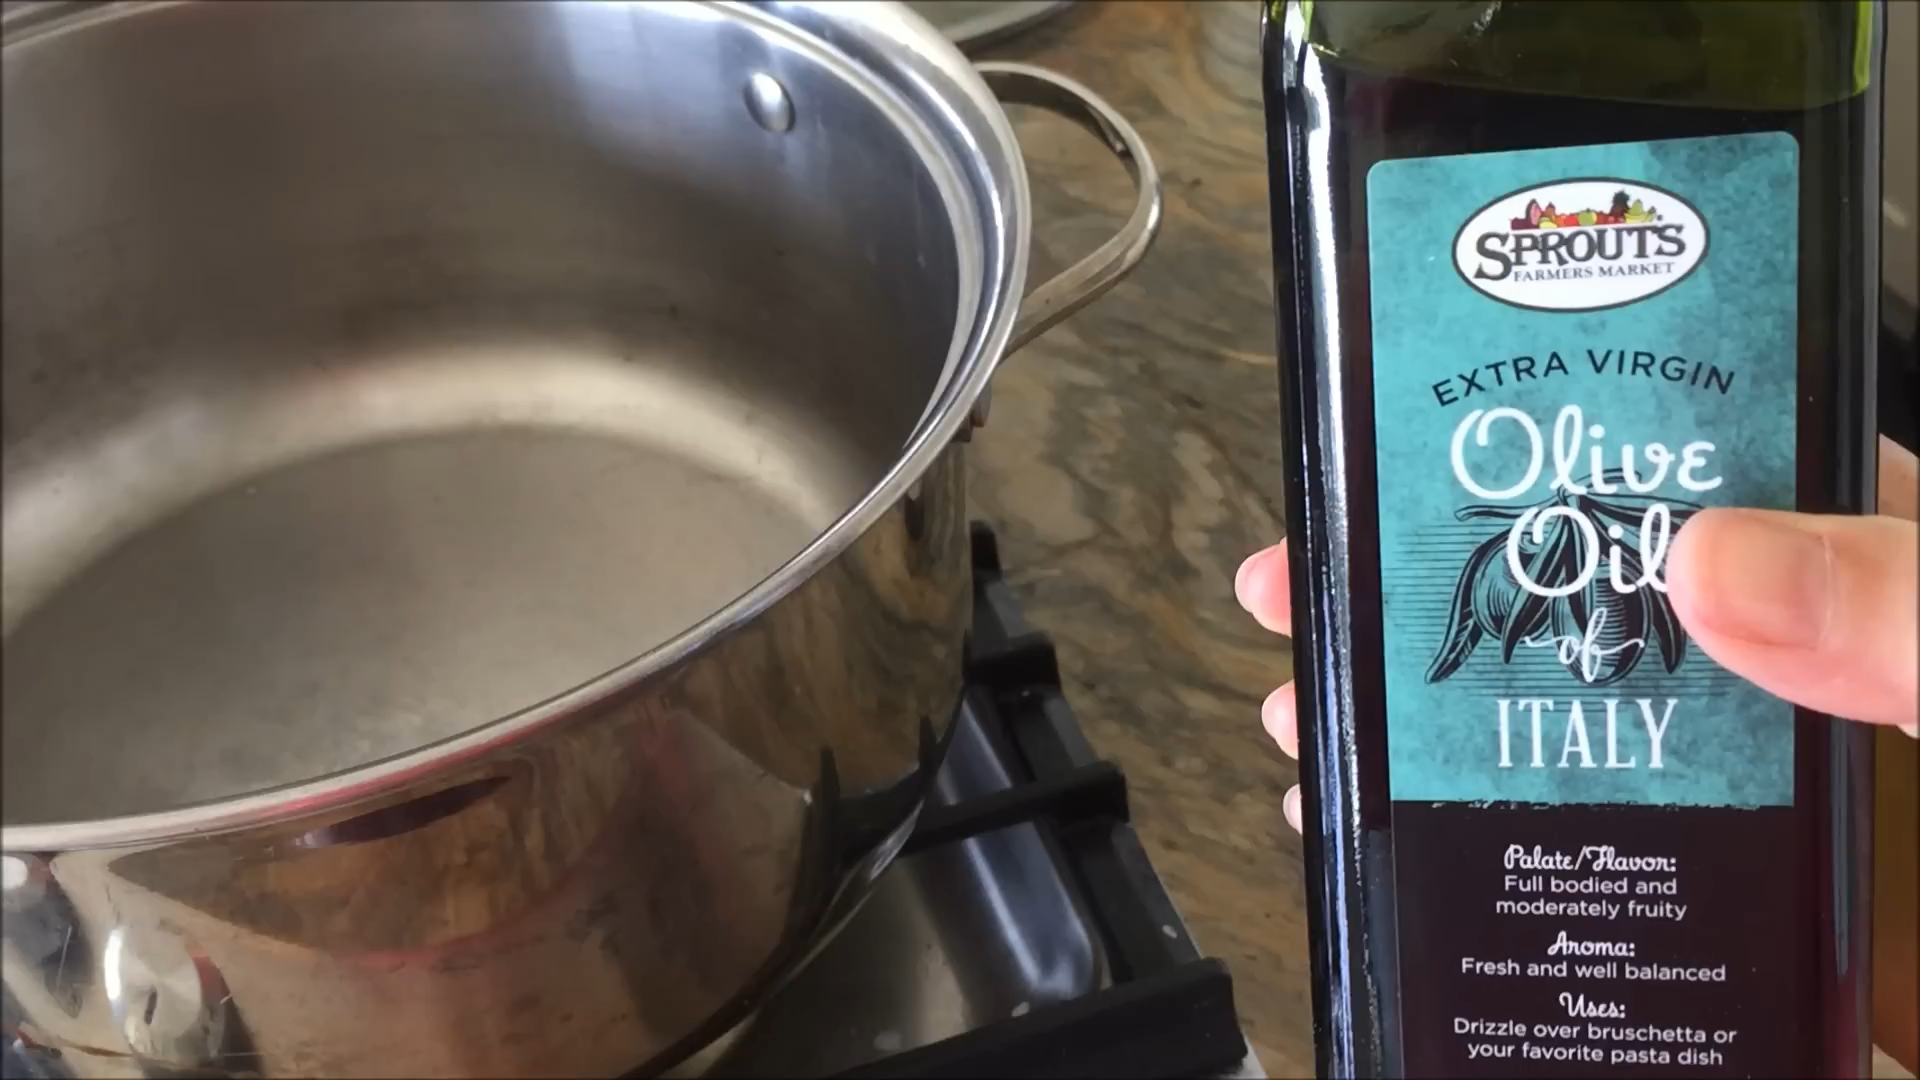 SPROUTS
FARMERS MARKET
EXTRA VIRGIN
Olive
Oil
of
ITALY
Palate/Flavor:
Full bodied and
moderately fruity
Aroma:
Fresh and well balanced
Uses:
Drizzle over bruschetta or
your favorite pasta dish